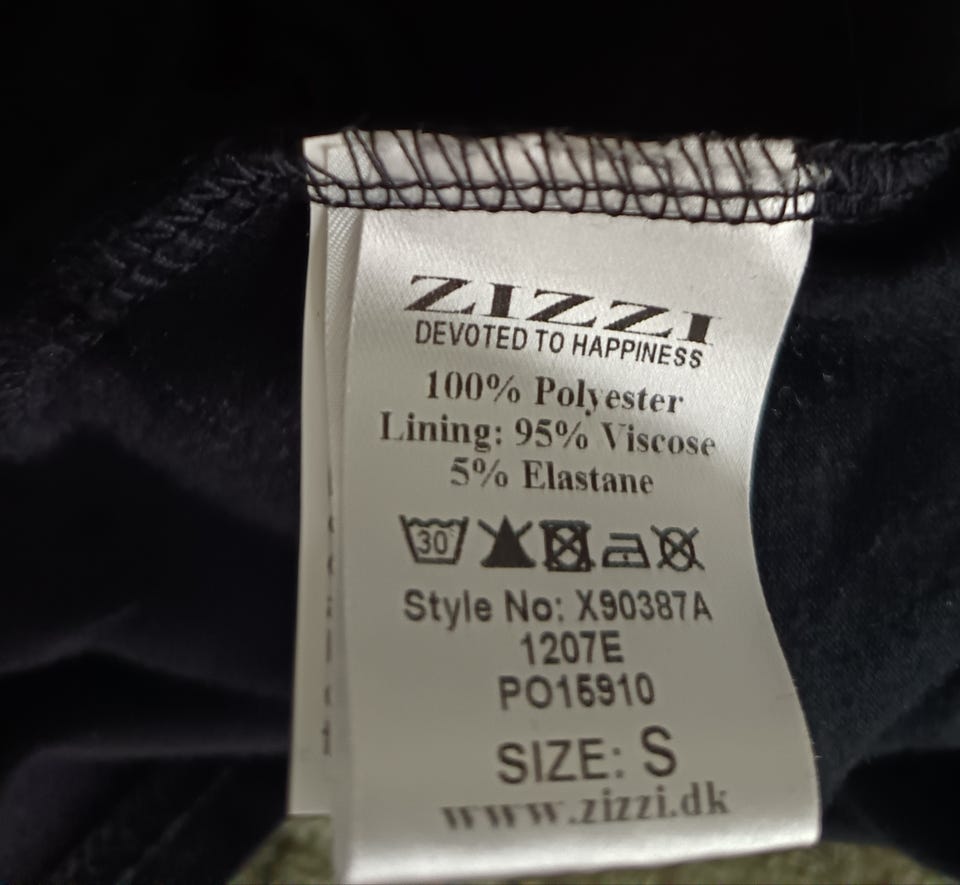 ZIZZI
DEVOTED TO HAPPINESS
100% Polyester
Lining: 95% Viscose
5% Elastane
30°
Style No: X90387A
1207E
PO15910
SIZE: S
www.zizzi.dk